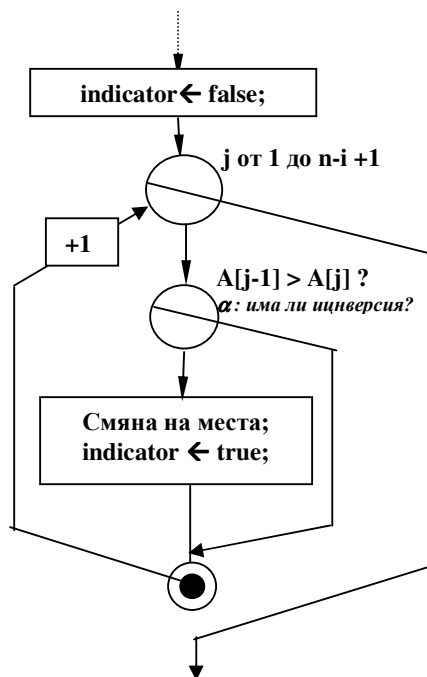 indicator← false;
j от 1 до n-i +1
+1
A[j-1] > A[j] ?
α: има ли ицнверсия?
Смяна на места;
indicator ← true;